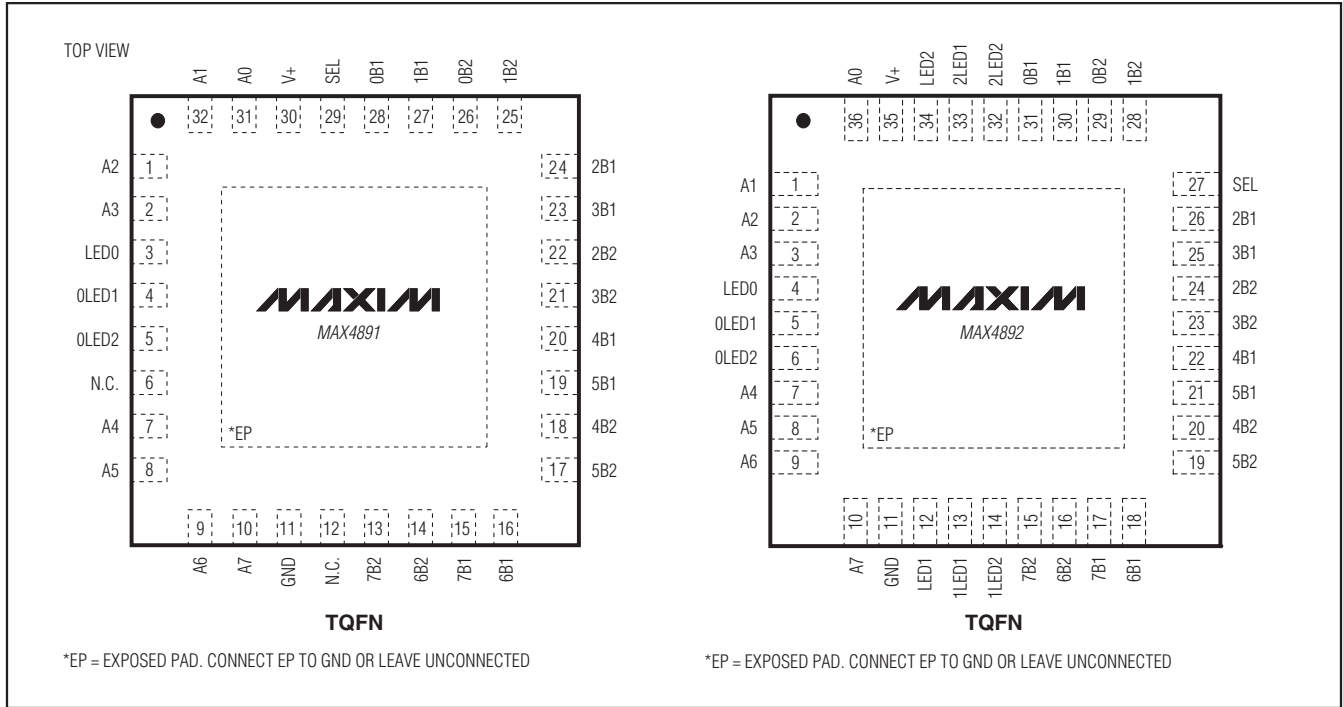 TOP VIEW
A1 A0 V+ SEL 0B1 1B1 0B2 1B2
32 31 30 29 28 27 26 25
A2 1 24 2B1
A3 2 23 3B1
LED0 3 22 2B2
0LED1 4 21 3B2
0LED2 5 20 4B1
N.C. 6 19 5B1
A4 7 18 4B2
A5 8 17 5B2
MAXIM
MAX4891
*EP
9 10 11 12 13 14 15 16
A6 A7 GND N.C. 7B2 6B2 7B1 6B1
TQFN
*EP = EXPOSED PAD. CONNECT EP TO GND OR LEAVE UNCONNECTED
A0 V+ LED2 2LED1 2LED2 0B1 1B1 0B2 1B2
36 35 34 33 32 31 30 29 28
A1 1 27 SEL
A2 2 26 2B1
A3 3 25 3B1
LED0 4 24 2B2
0LED1 5 23 3B2
0LED2 6 22 4B1
A4 7 21 5B1
A5 8 20 4B2
A6 9 19 5B2
MAXIM
MAX4892
*EP
10 11 12 13 14 15 16 17 18
A7 GND LED1 1LED1 1LED2 7B2 6B2 7B1 6B1
TQFN
*EP = EXPOSED PAD. CONNECT EP TO GND OR LEAVE UNCONNECTED